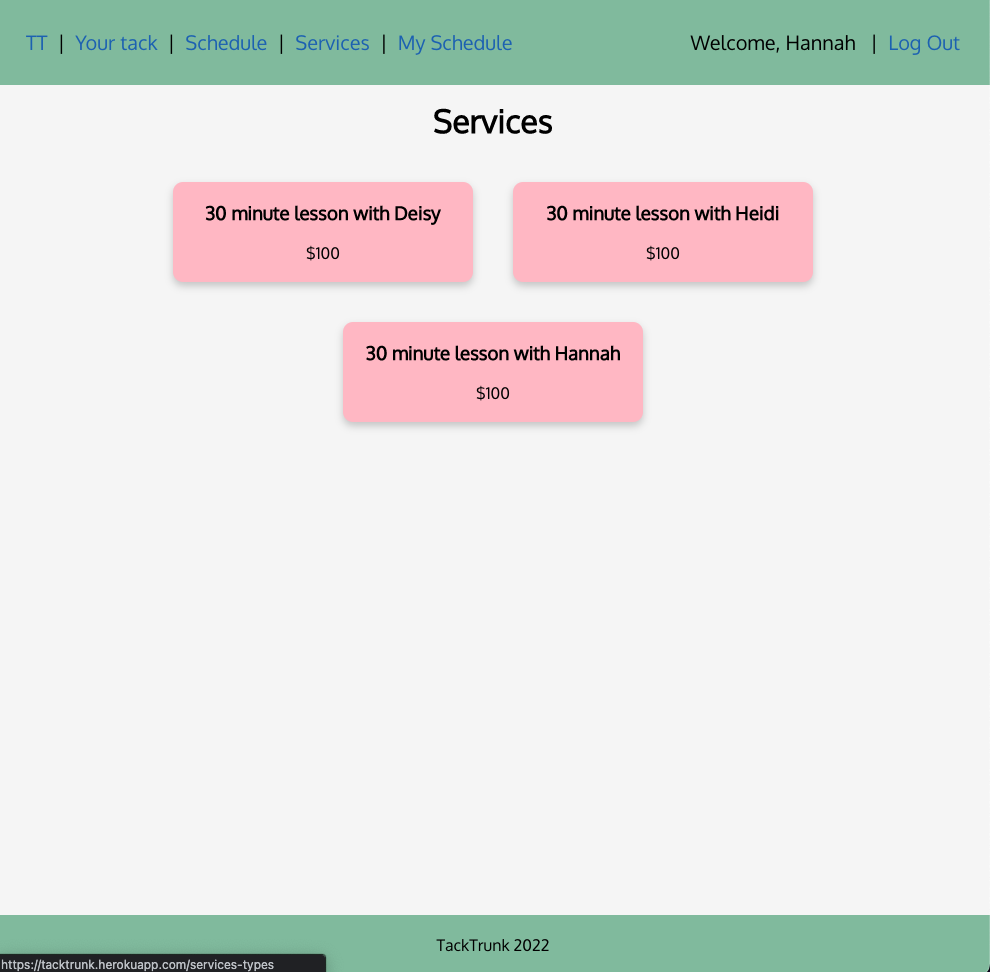 TT | Your tack | Schedule | Services | My Schedule Welcome, Hannah | Log Out
Services
30 minute lesson with Deisy
$100
30 minute lesson with Heidi
$100
30 minute lesson with Hannah
$100
TackTrunk 2022
https://tacktrunk.herokuapp.com/services-types